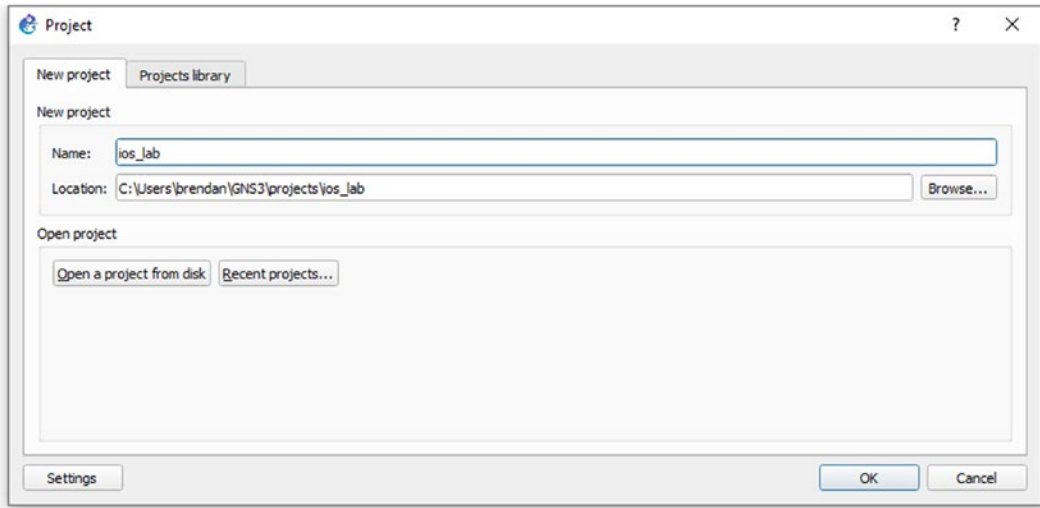 Project
?
New project Projects library
New project
Name: ios_lab
Location: C:\Users\brendan\GNS3\projects\ios_lab Browse...
Open project
Open a project from disk Recent projects...
Settings OK Cancel